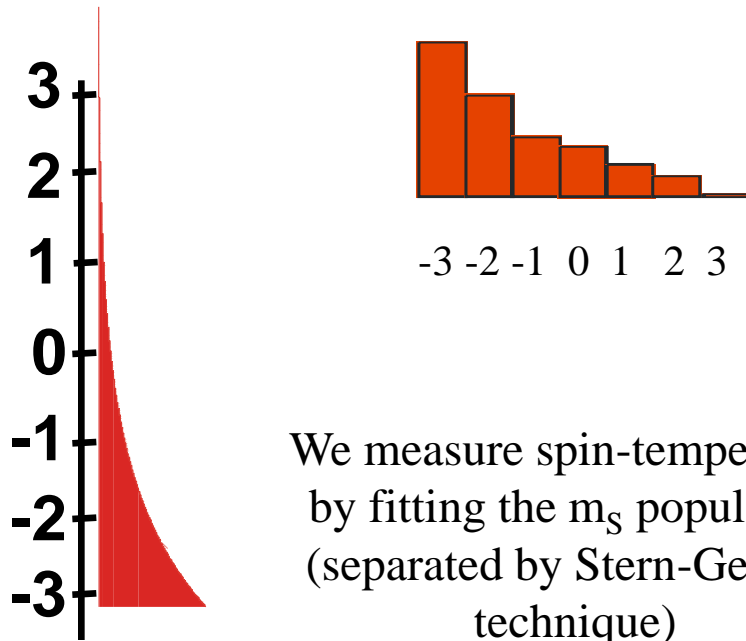 3
2
1
0
-1
-2
-3
-3 -2 -1 0 1 2 3
We measure spin-tempe
by fitting the mS popul
(separated by Stern-Ge
technique)